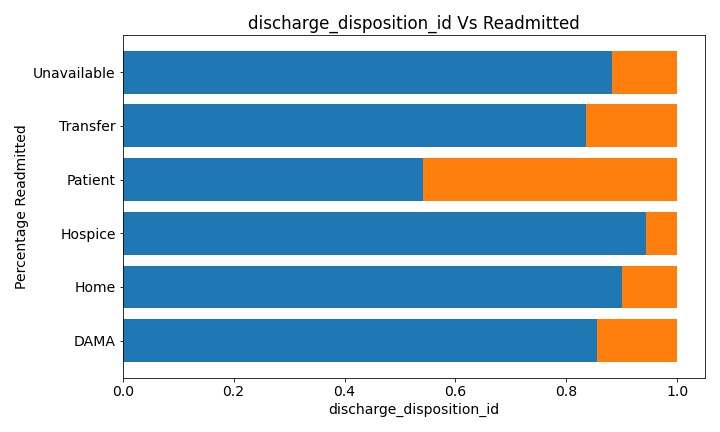 discharge_disposition_id Vs Readmitted
Percentage Readmitted
Unavailable
Transfer
Patient
Hospice
Home
DAMA
0.0 0.2 0.4 0.6 0.8 1.0
discharge_disposition_id